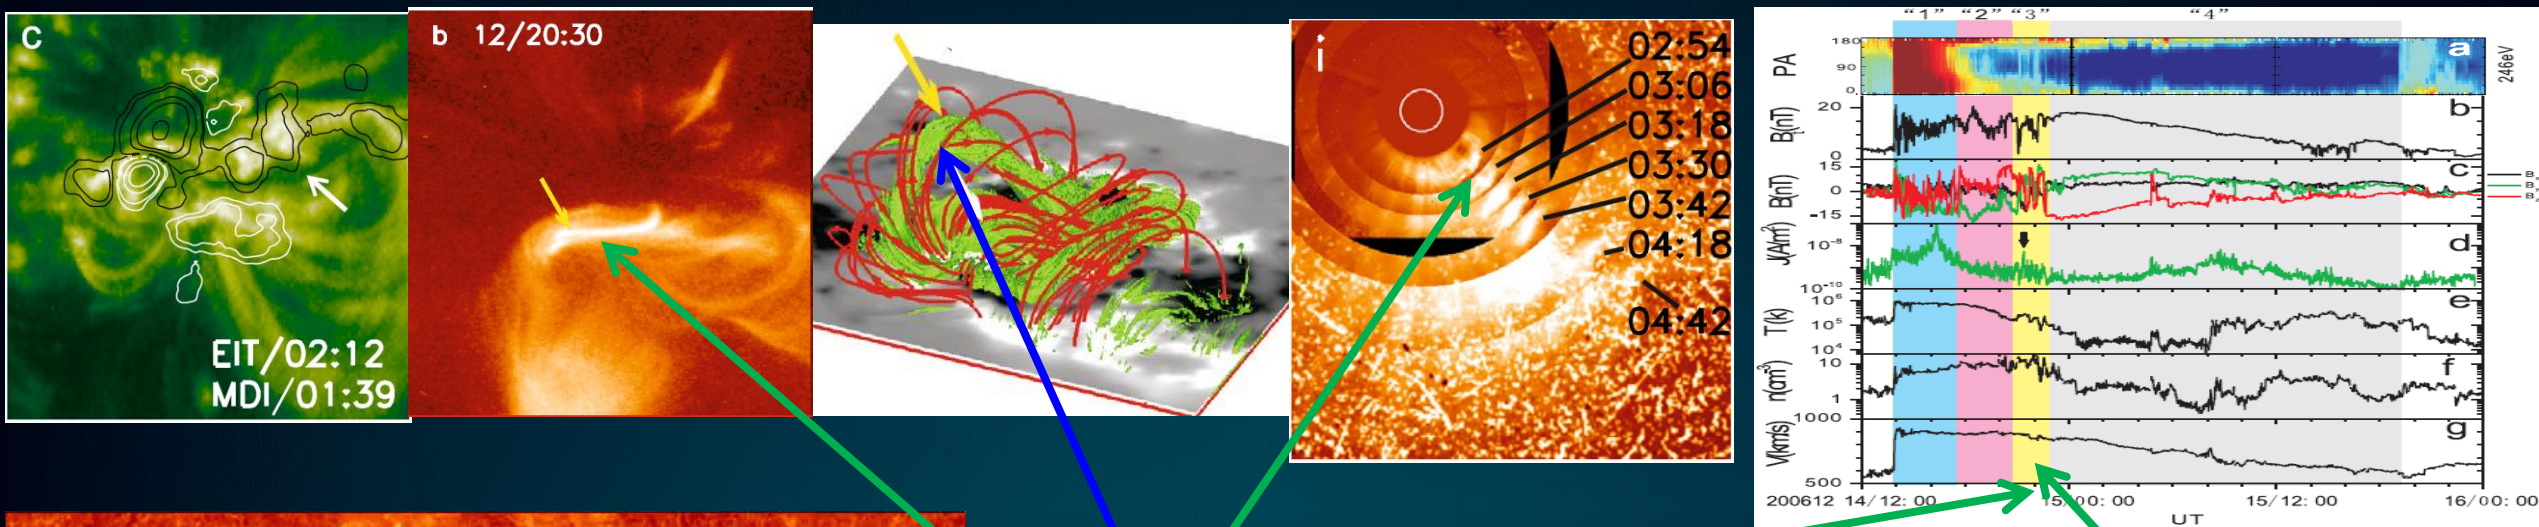 C
EIT/02:12
MDI/01:39
b 12/20:30
i
02:54
03:06
03:18
03:30
03:42
04:18
04:42
“1” “2” “3” “4”
180
90
0
PA
a
246eV
20
0
B(nT)
b
15
0
-15
B(nT)
c
10⁻⁸
10⁻¹⁰
J(A/m²)
d
10⁶
10⁵
10⁴
T(k)
e
10
1
n(cm⁻³)
f
1000
500
V(km/s)
g
200612 14/12: 00 15/00: 00 15/12: 00 16/00: 00
UT